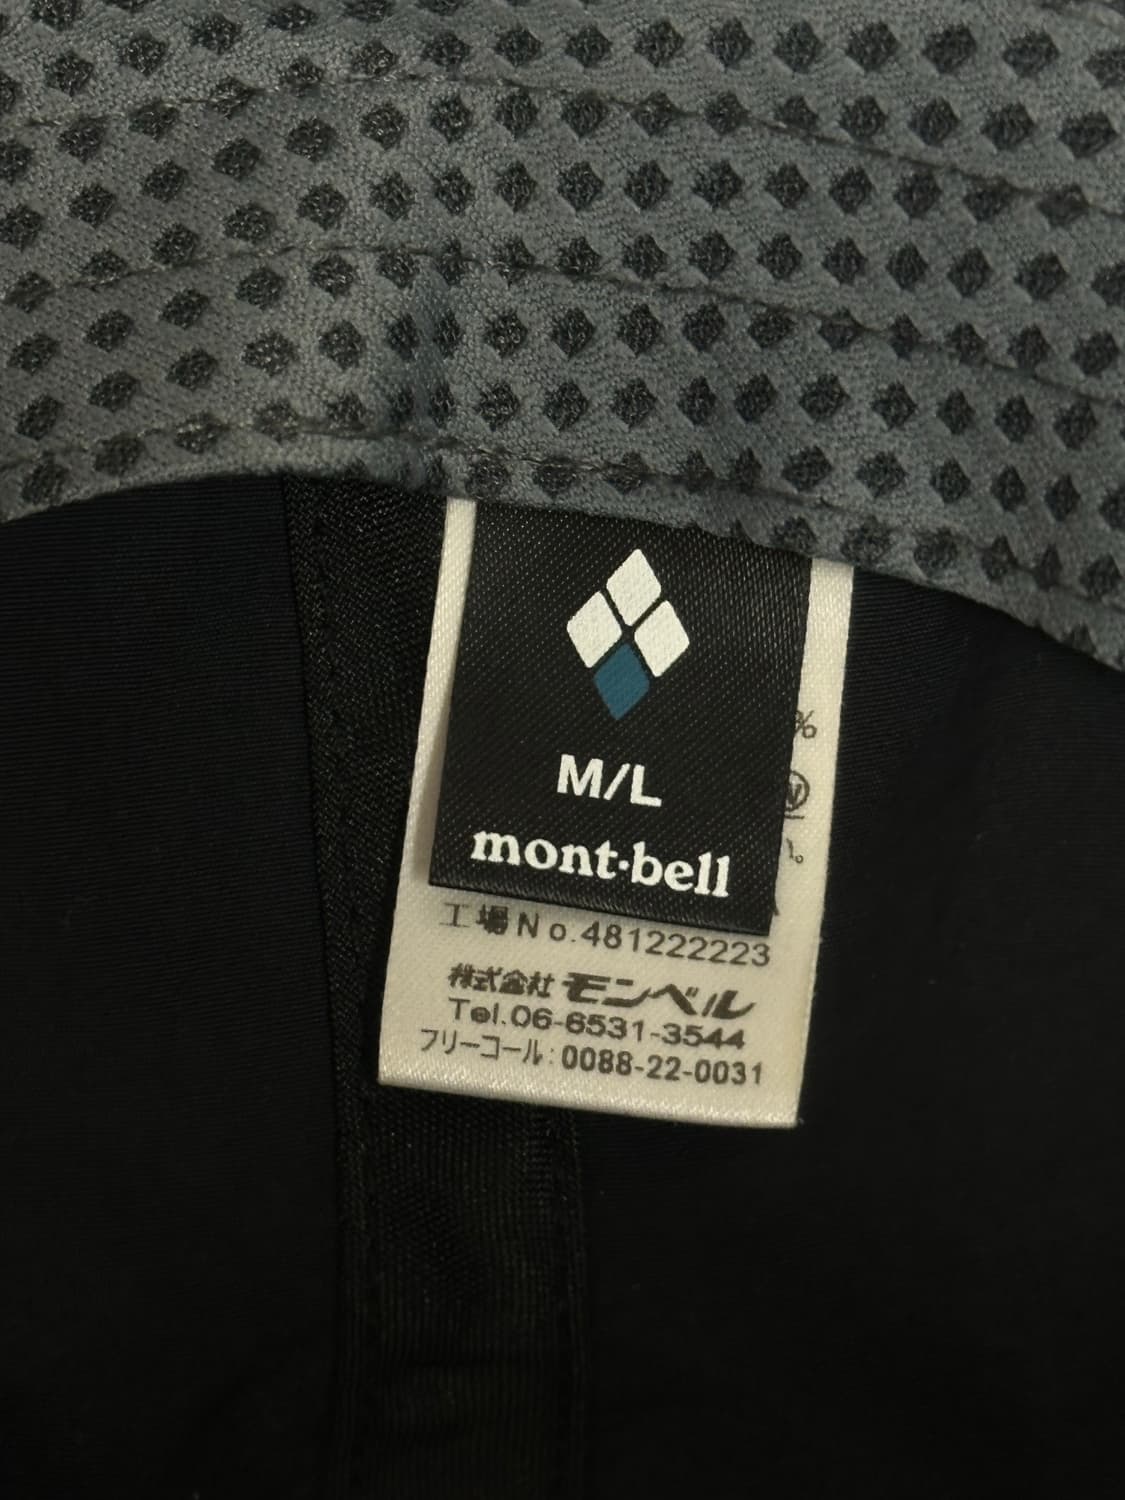 M/L
mont·bell
%
W
工場No.481222223
株式会社モンベル
Tel.06-6531-3544
フリーコール:0088-22-0031